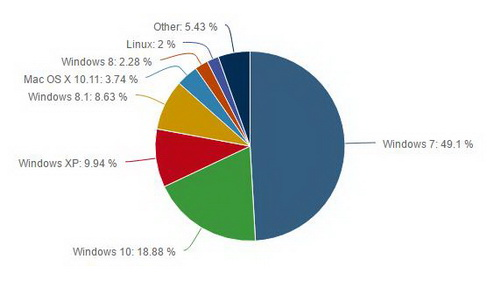 Other: 5.43 %
Linux: 2 %
Windows 8: 2.28 %
Mac OS X 10.11: 3.74 %
Windows 8.1: 8.63 %
Windows 7: 49.1 %
Windows XP: 9.94 %
Windows 10: 18.88 %